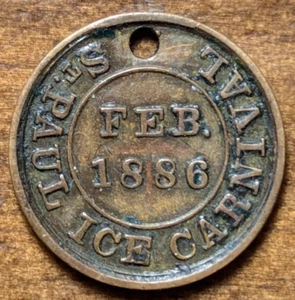 ST. PAUL ICE CARNIVAL
FEB.
1886